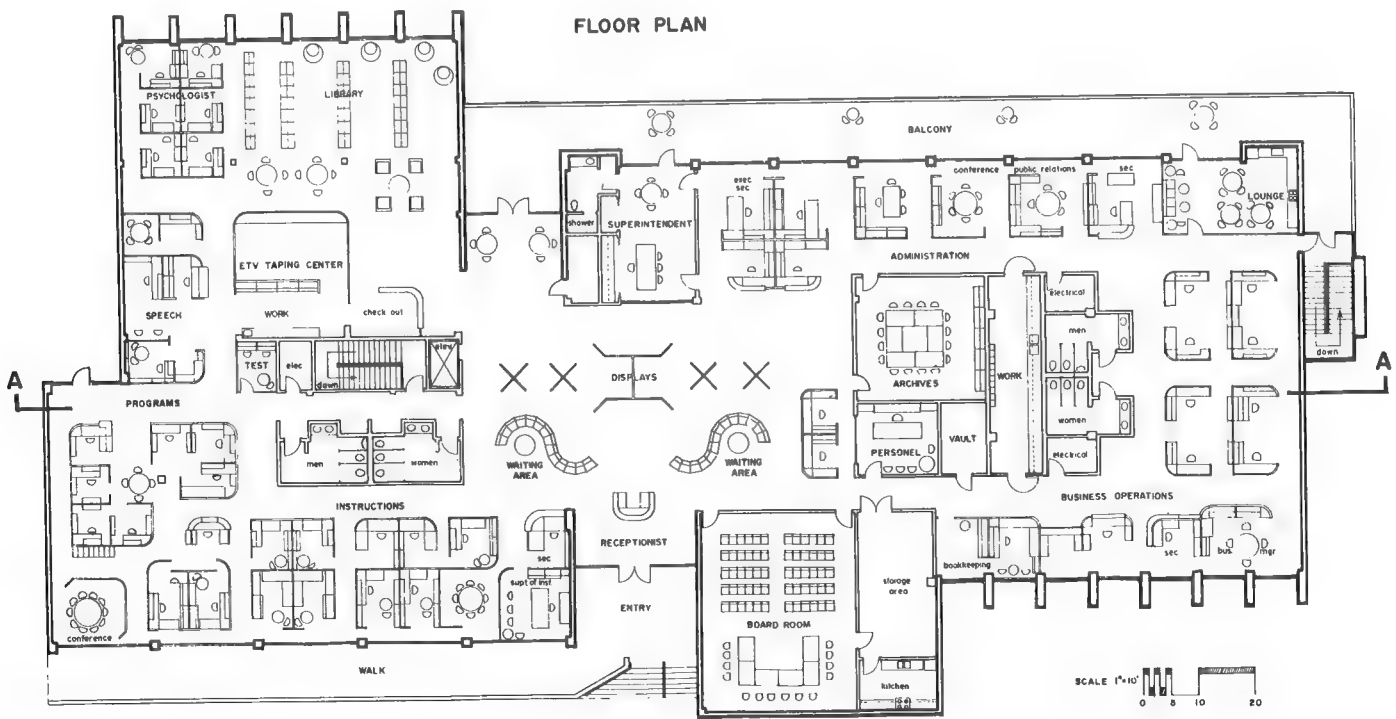 FLOOR PLAN
PSYCHOLOGIST
LIBRARY
BALCONY
exec
sec
conference
public relations
sec
LOUNGE
shower
SUPERINTENDENT
ADMINISTRATION
ETV TAPING CENTER
SPEECH
WORK
check out
electrical
men
down
TEST
elec
down
elev
DISPLAYS
ARCHIVES
WORK
A
A
PROGRAMS
women
men
women
WAITING
AREA
WAITING
AREA
PERSONEL
VAULT
electrical
INSTRUCTIONS
BUSINESS OPERATIONS
RECEPTIONIST
sec
supt of inst
bookkeeping
sec
bus. mgr
storage
area
ENTRY
BOARD ROOM
conference
WALK
kitchen
SCALE 1"=10'
0 5 10 20